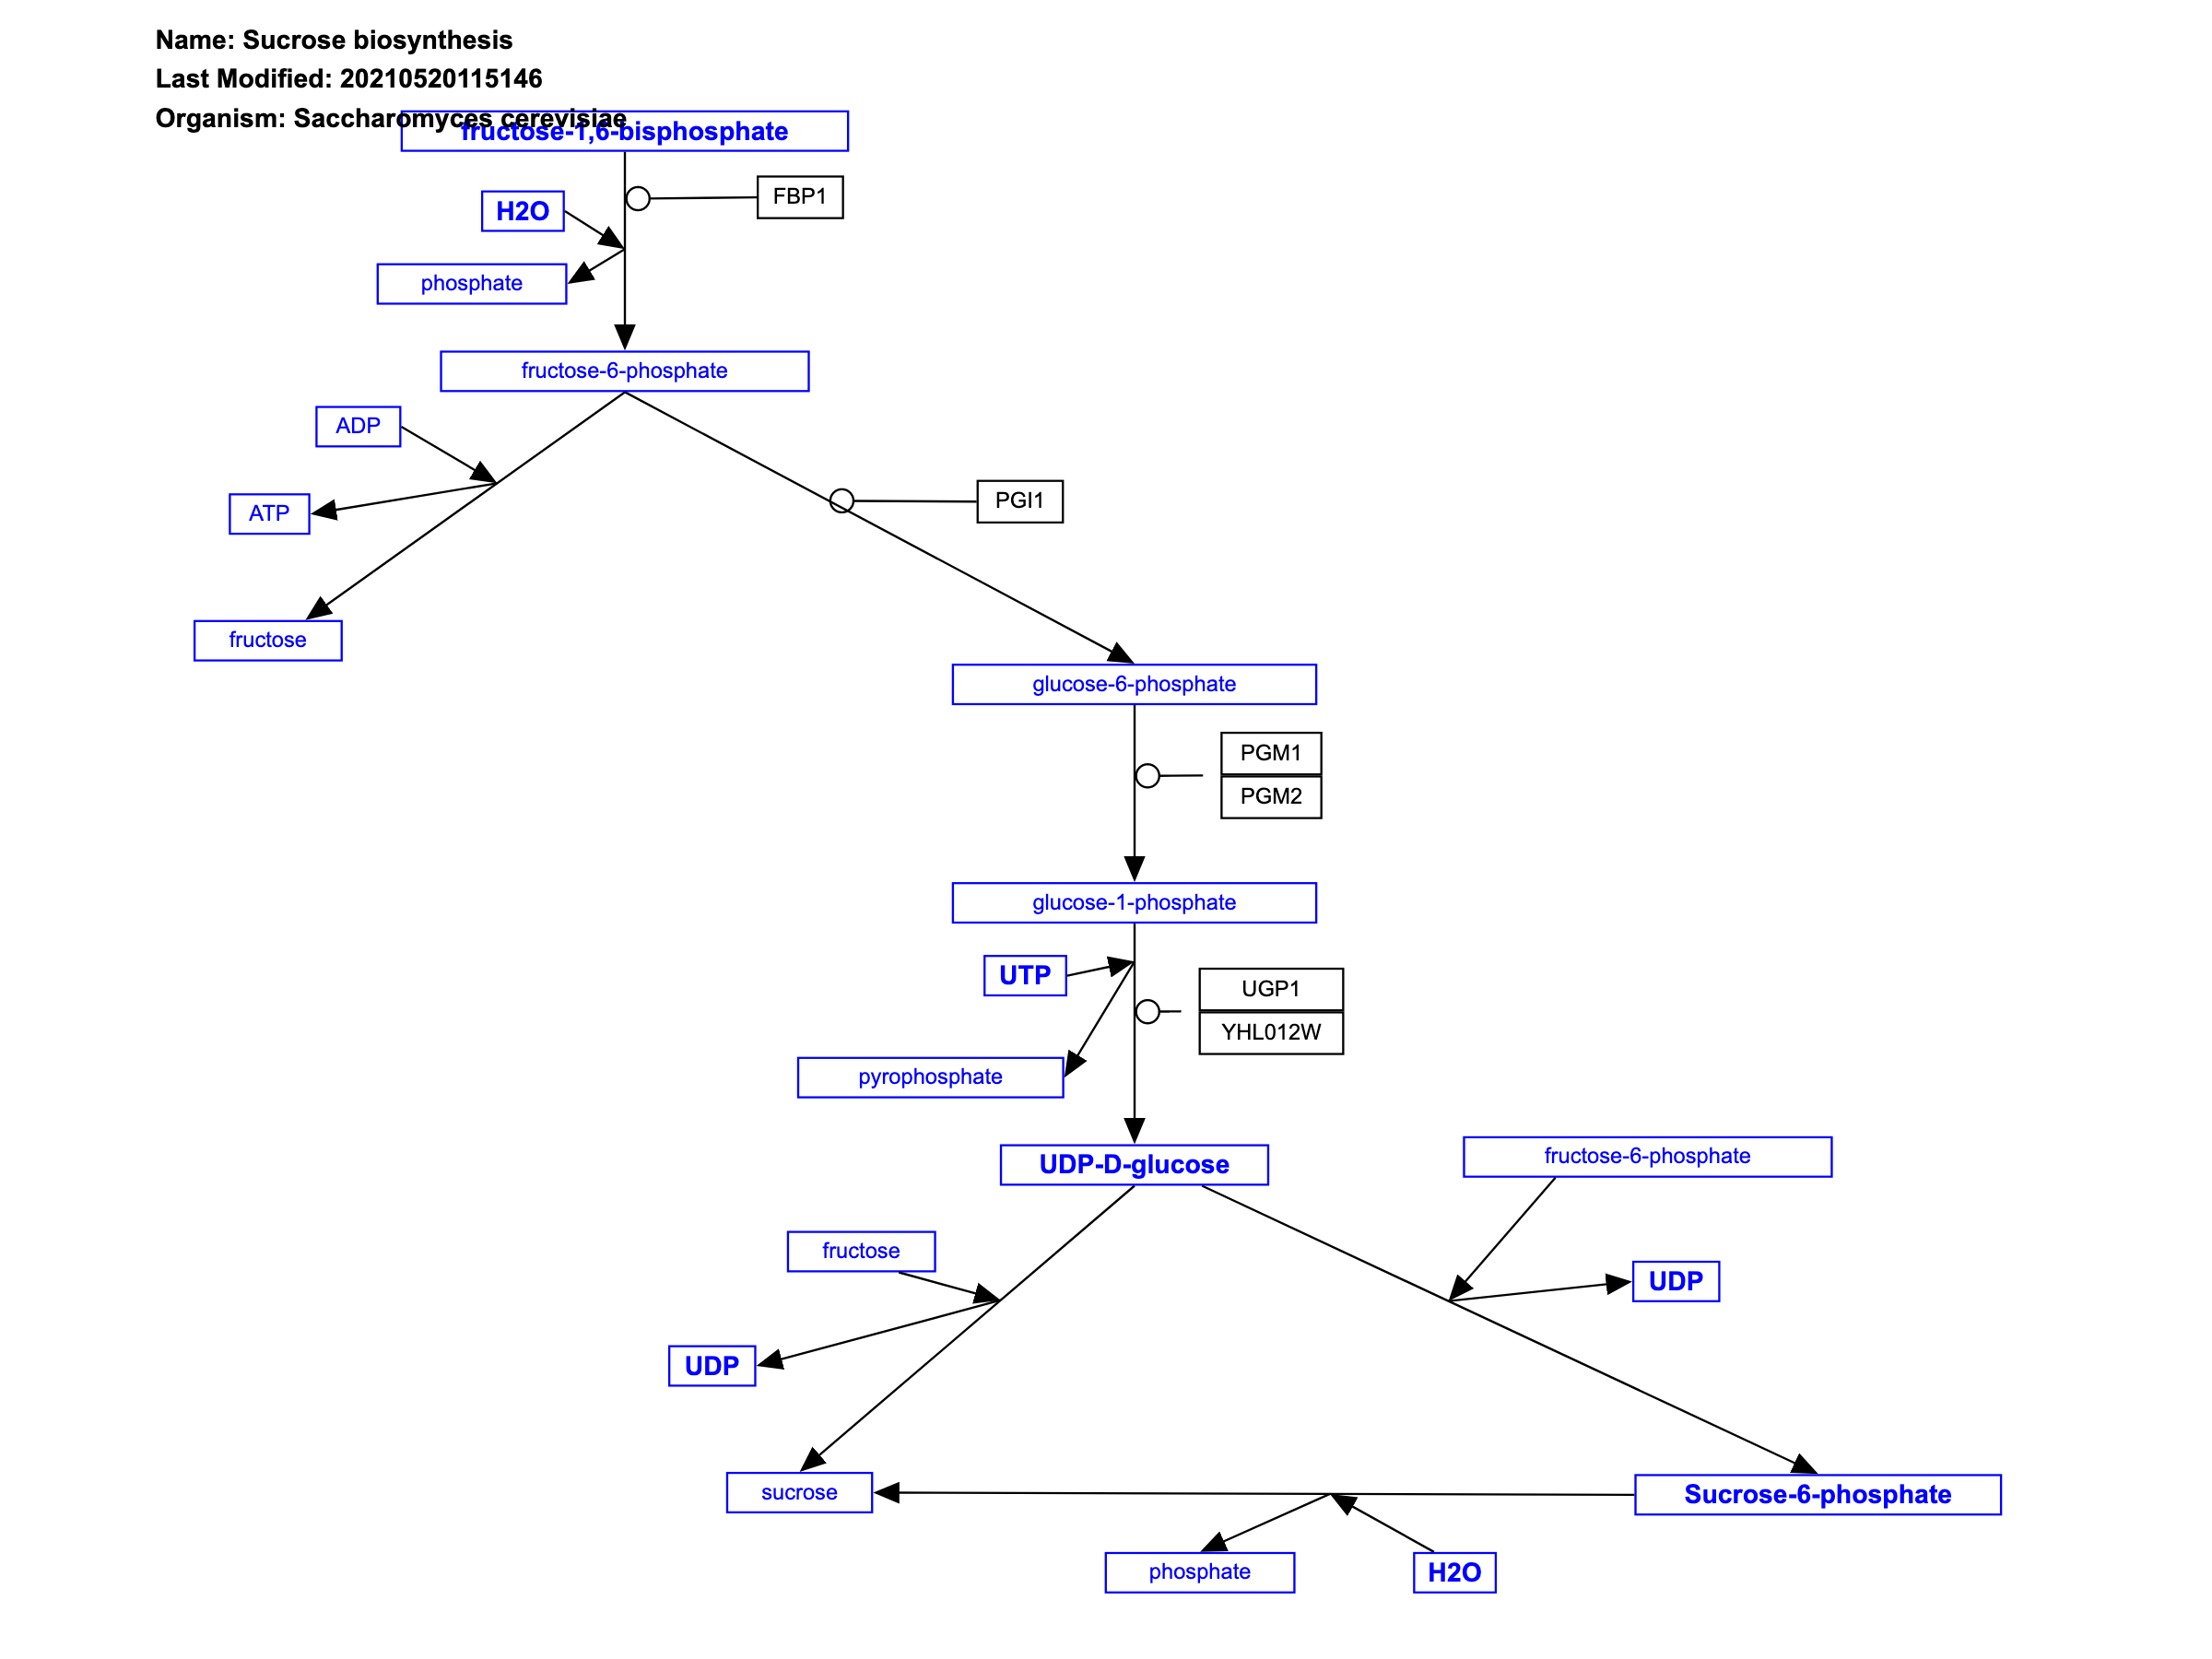 Name: Sucrose biosynthesis
Last Modified: 20210520115146
Organism: Saccharomyces cerevisiae
fructose-1,6-bisphosphate
FBP1
H2O
phosphate
fructose-6-phosphate
ADP
PGI1
ATP
fructose
glucose-6-phosphate
PGM1
PGM2
glucose-1-phosphate
UTP
UGP1
YHL012W
pyrophosphate
UDP-D-glucose
fructose-6-phosphate
fructose
UDP
UDP
sucrose
Sucrose-6-phosphate
phosphate
H2O